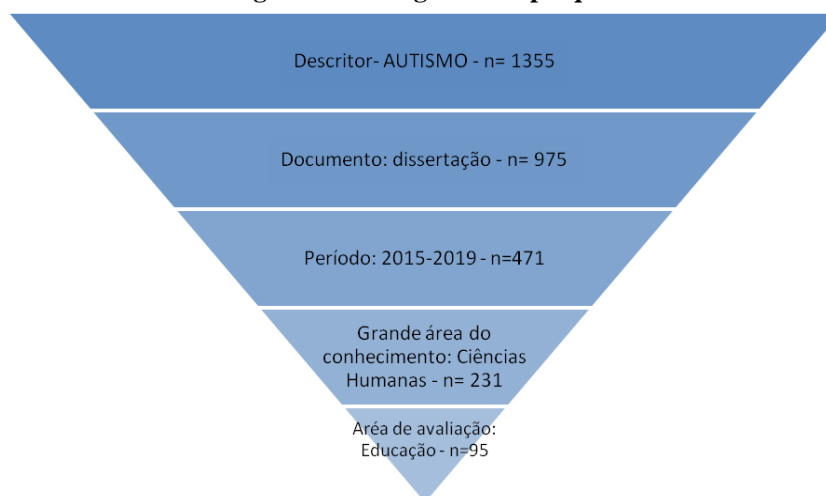 Descritor- AUTISMO - n= 1355
Documento: dissertação - n= 975
Período: 2015-2019 - n=471
Grande área do
conhecimento: Ciências
Humanas - n= 231
Aréa de avaliação:
Educação - n=95